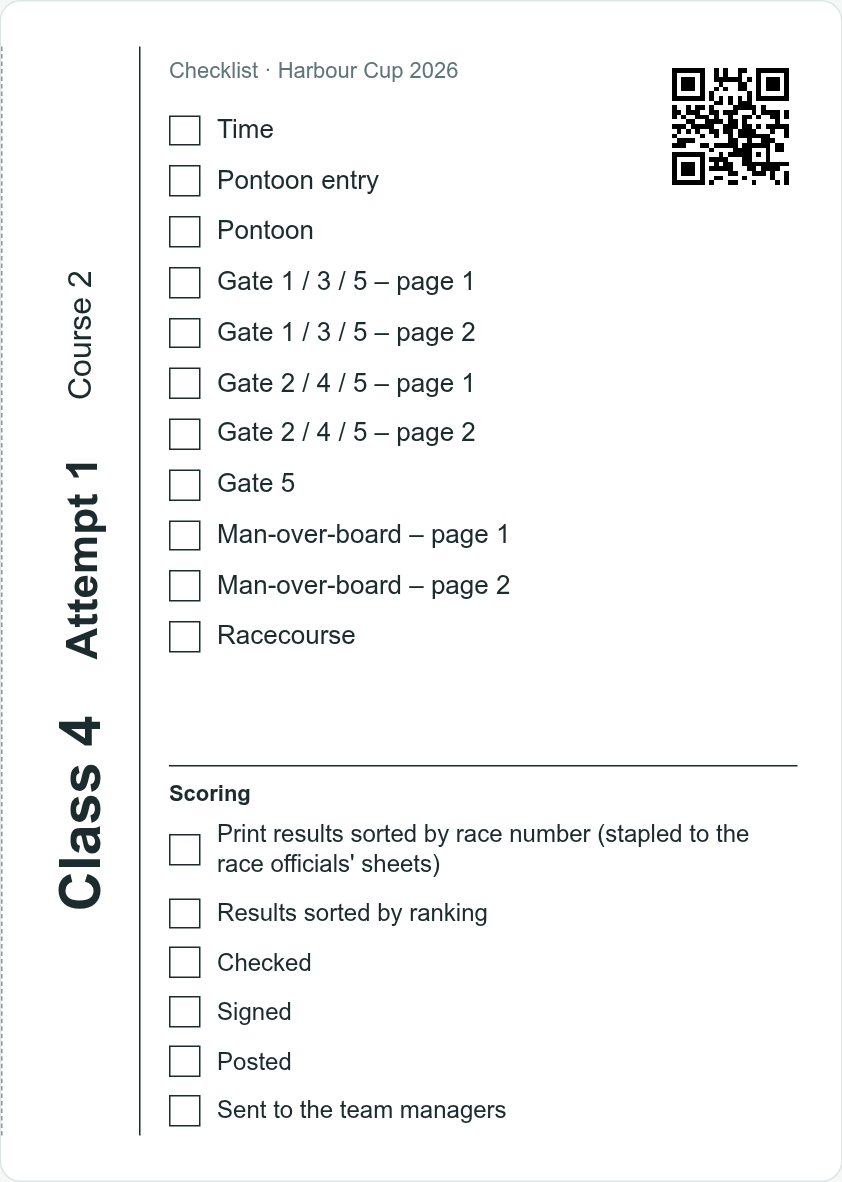 Checklist · Harbour Cup 2026
Time
Pontoon entry
Pontoon
Gate 1 / 3 / 5 – page 1
Gate 1 / 3 / 5 – page 2
Gate 2 / 4 / 5 – page 1
Gate 2 / 4 / 5 – page 2
Gate 5
Man-over-board – page 1
Man-over-board – page 2
Racecourse
Class 4 Attempt 1 Course 2
Scoring
Print results sorted by race number (stapled to the
race officials' sheets)
Results sorted by ranking
Checked
Signed
Posted
Sent to the team managers